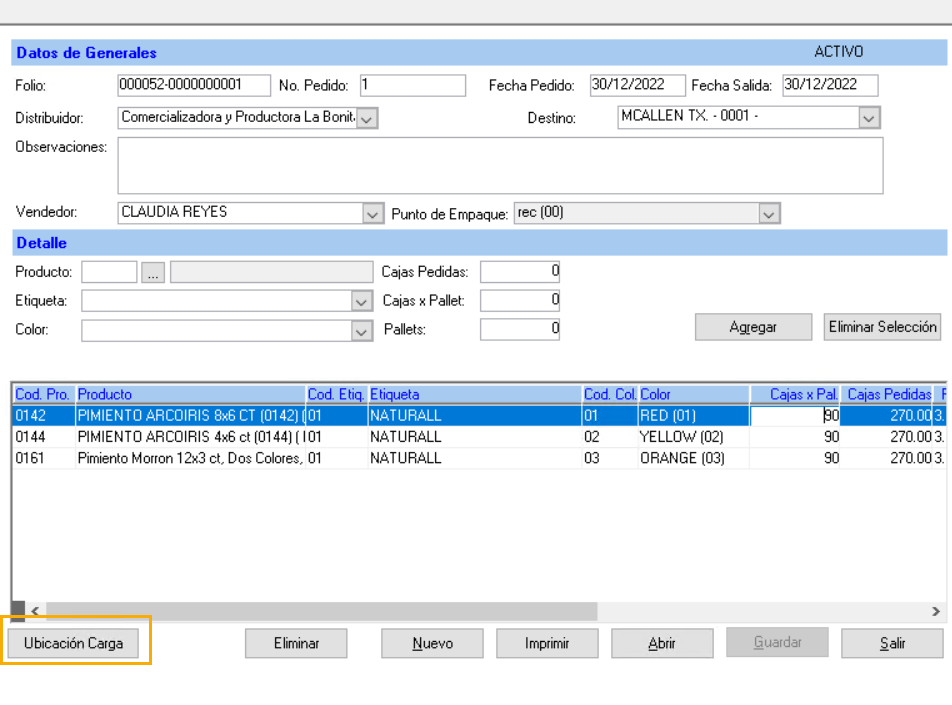 Datos de Generales ACTIVO
Folio: 000052-0000000001 No. Pedido: 1 Fecha Pedido: 30/12/2022 Fecha Salida: 30/12/2022
Distribuidor: Comercializadora y Productora La Bonit. Destino: MCALLEN TX. - 0001 -
Observaciones:
Vendedor: CLAUDIA REYES Punto de Empaque: rec (00)
Detalle
Producto: ... Cajas Pedidas: 0
Etiqueta: Cajas x Pallet: 0
Color: Pallets: 0 Agregar Eliminar Selección
Cod. Pro. Producto Cod. Etiq. Etiqueta Cod. Col. Color Cajas x Pal. Cajas Pedidas
0142 PIMIENTO ARCOIRIS 8x6 CT (0142) ( 01 NATURALL 01 RED (01) 90 270.00 3.
0144 PIMIENTO ARCOIRIS 4x6 ct (0144) ( 01 NATURALL 02 YELLOW (02) 90 270.00 3.
0161 Pimiento Morron 12x3 ct, Dos Colores, 01 NATURALL 03 ORANGE (03) 90 270.00 3.
Ubicación Carga Eliminar Nuevo Imprimir Abrir Guardar Salir